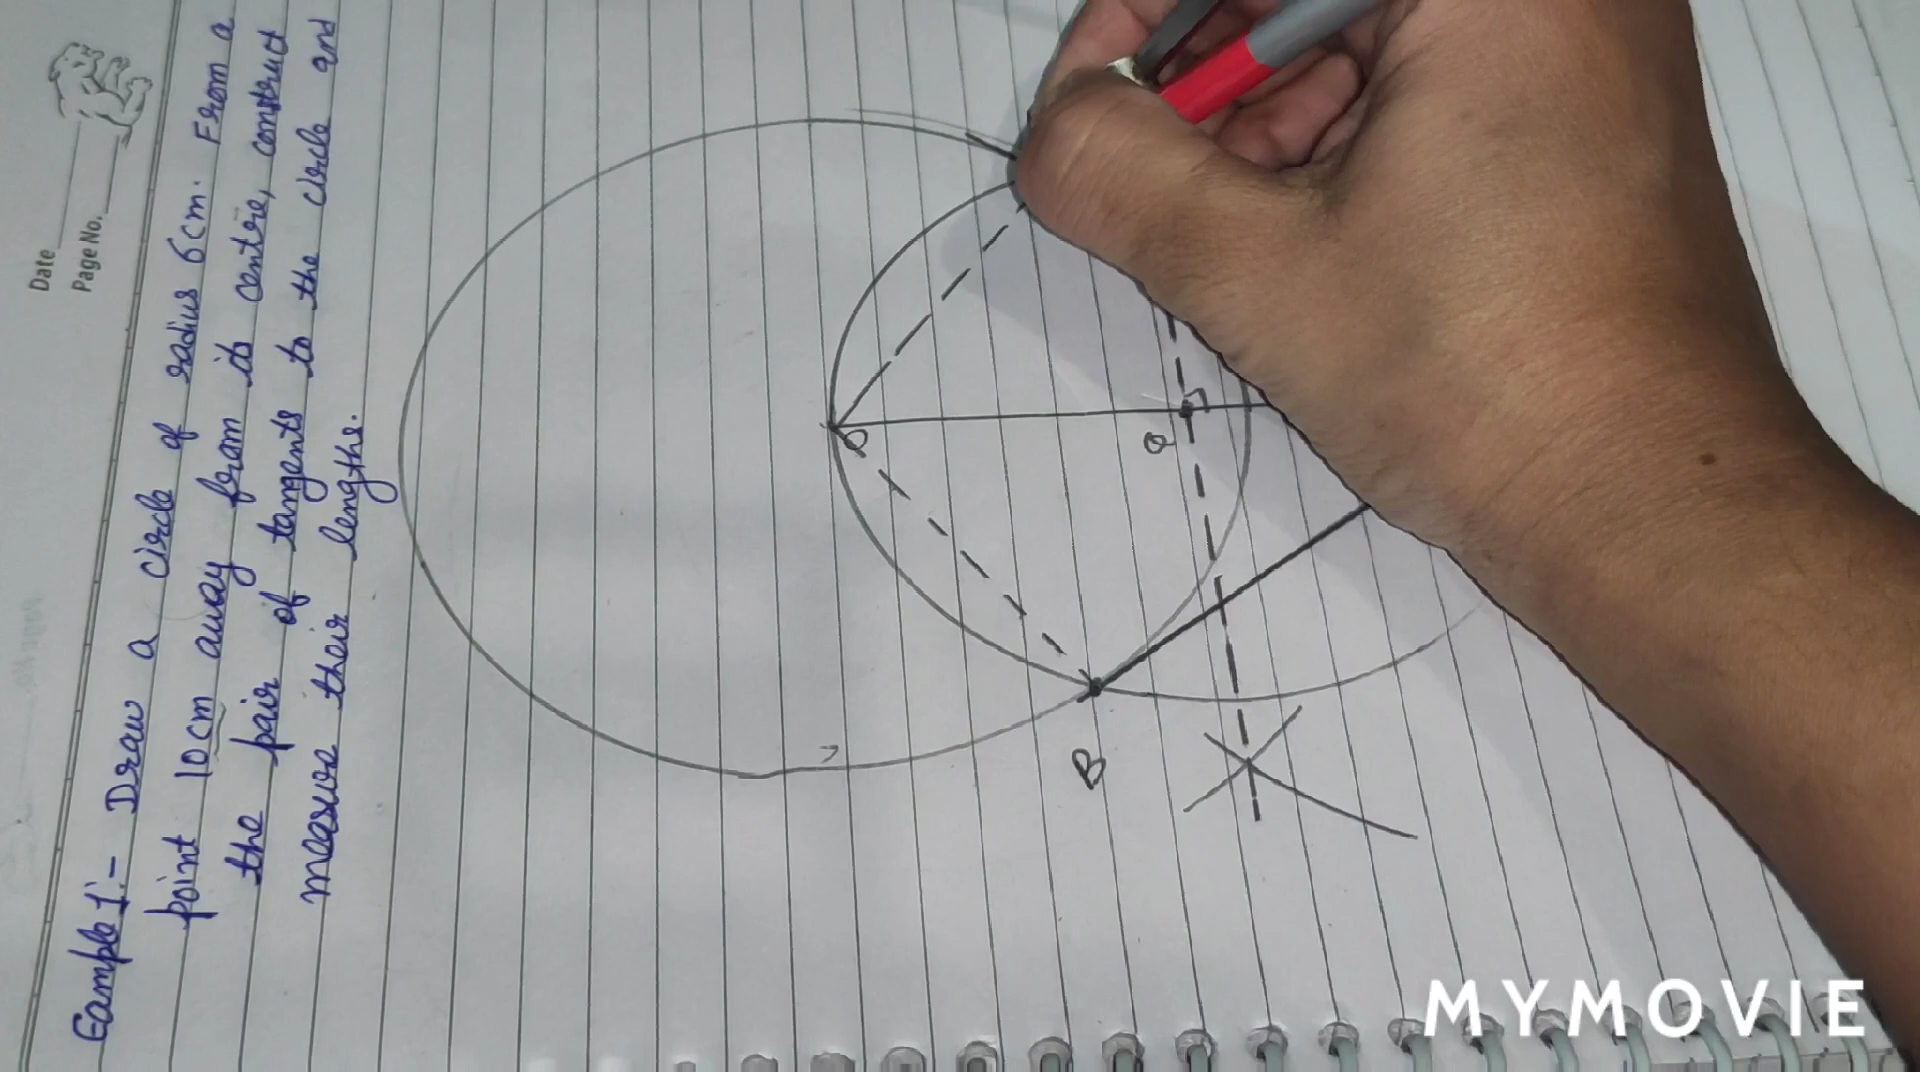 Date
Page No.
Eample 1:- Draw a circle of radius 6cm. From a
point 10cm away from its centre, construct
the pair of tangents to the circle and
measure their lengths.
O
Q
B
MYMOVIE